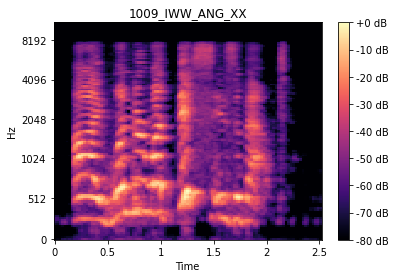 1009_IWW_ANG_XX
8192
4096
2048
1024
512
0
Hz
0 0.5 1 1.5 2 2.5
Time
+0 dB
-10 dB
-20 dB
-30 dB
-40 dB
-50 dB
-60 dB
-70 dB
-80 dB